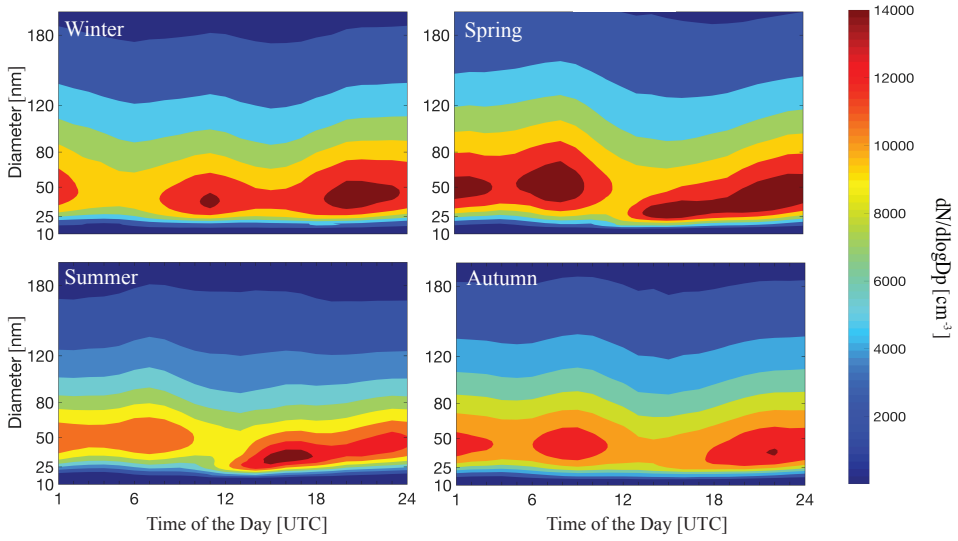 Winter
Spring
Diameter [nm]
180
120
80
50
25
10
180
120
80
50
25
10
Summer
Autumn
Diameter [nm]
180
120
80
50
25
10
180
120
80
50
25
10
1 6 12 18 24
1 6 12 18 24
Time of the Day [UTC]
Time of the Day [UTC]
14000
12000
10000
8000
6000
4000
2000
dN/dlogDp [cm⁻³]